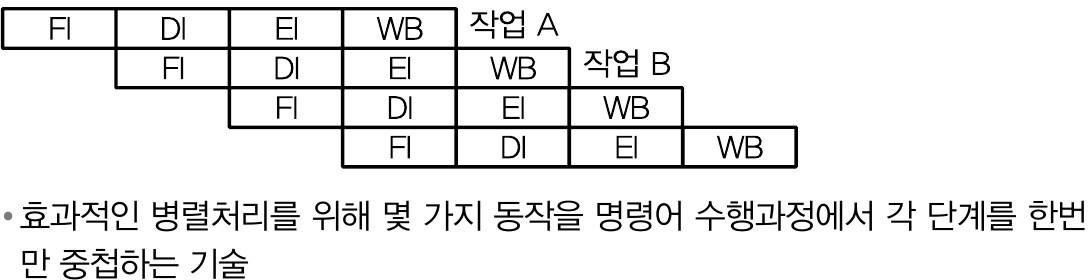 FI DI EI WB 작업 A
FI DI EI WB 작업 B
FI DI EI WB
FI DI EI WB
• 효과적인 병렬처리를 위해 몇 가지 동작을 명령어 수행과정에서 각 단계를 한번
만 중첩하는 기술